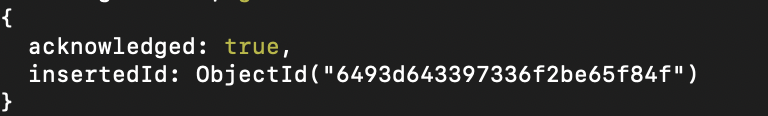 {
  acknowledged: true,
  insertedId: ObjectId("6493d643397336f2be65f84f")
}